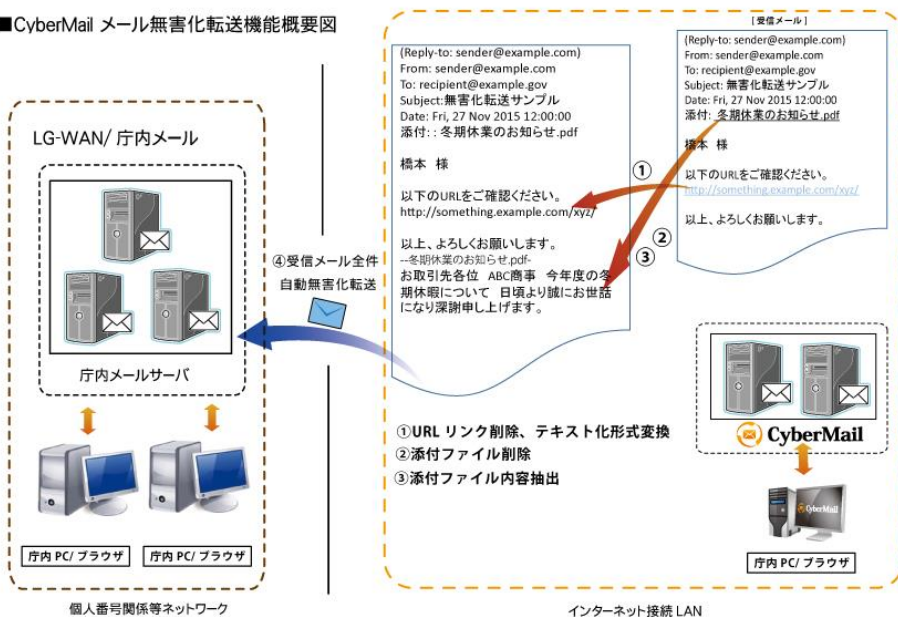 ■CyberMail メール無害化転送機能概要図
[受信メール]
(Reply-to: sender@example.com)
From: sender@example.com
To: recipient@example.gov
Subject: 無害化転送サンプル
Date: Fri, 27 Nov 2015 12:00:00
添付: 冬期休業のお知らせ.pdf
橋本 様
以下のURLをご確認ください。
http://something.example.com/xyz/
以上、よろしくお願いします。
(Reply-to: sender@example.com)
From: sender@example.com
To: recipient@example.gov
Subject:無害化転送サンプル
Date: Fri, 27 Nov 2015 12:00:00
添付: : 冬期休業のお知らせ.pdf
橋本 様
以下のURLをご確認ください。
http://something.example.com/xyz/
以上、よろしくお願いします。
--冬期休業のお知らせ.pdf-
お取引先各位 ABC商事 今年度の冬
期休暇について 日頃より誠にお世話
になり深謝申し上げます。
①
②
③
LG-WAN/ 庁内メール
庁内メールサーバ
④受信メール全件
自動無害化転送
①URL リンク削除、テキスト化形式変換
②添付ファイル削除
③添付ファイル内容抽出
CyberMail
CyberMail
庁内 PC/ ブラウザ
庁内 PC/ ブラウザ
庁内 PC/ ブラウザ
個人番号関係等ネットワーク
インターネット接続 LAN